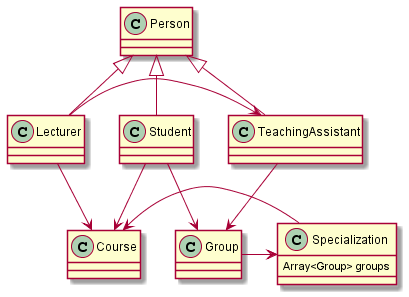 C Person
C Lecturer
C Student
C TeachingAssistant
C Course
C Group
C Specialization
Array<Group> groups